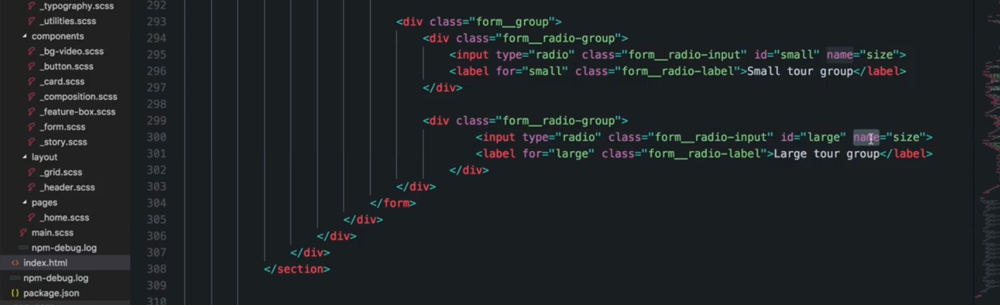 _typography.scss
_utilities.scss
components
_bg-video.scss
_button.scss
_card.scss
_composition.scss
_feature-box.scss
_form.scss
_story.scss
layout
_grid.scss
_header.scss
pages
_home.scss
main.scss
npm-debug.log
<> index.html
npm-debug.log
{} package.json
292
293 <div class="form__group">
294 <div class="form__radio-group">
295 <input type="radio" class="form__radio-input" id="small" name="size">
296 <label for="small" class="form__radio-label">Small tour group</label>
297 </div>
298
299 <div class="form__radio-group">
300 <input type="radio" class="form__radio-input" id="large" name="size">
301 <label for="large" class="form__radio-label">Large tour group</label>
302 </div>
303 </div>
304 </form>
305 </div>
306 </div>
307 </div>
308 </section>
309
310